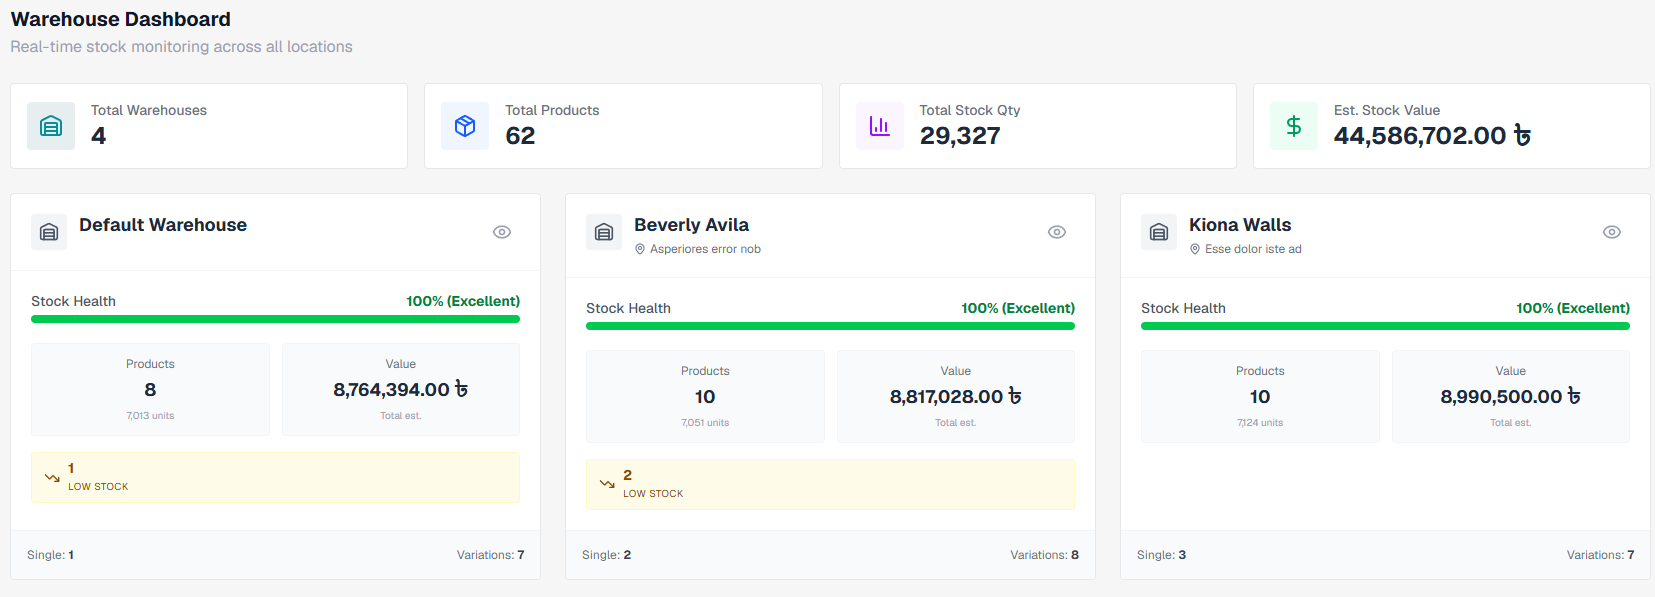 Warehouse Dashboard
Real-time stock monitoring across all locations
Total Warehouses
4
Total Products
62
Total Stock Qty
29,327
Est. Stock Value
44,586,702.00 ৳
Default Warehouse
Stock Health 100% (Excellent)
Products
8
7,013 units
Value
8,764,394.00 ৳
Total est.
1
LOW STOCK
Single: 1 Variations: 7
Beverly Avila
Asperiores error nob
Stock Health 100% (Excellent)
Products
10
7,051 units
Value
8,817,028.00 ৳
Total est.
2
LOW STOCK
Single: 2 Variations: 8
Kiona Walls
Esse dolor iste ad
Stock Health 100% (Excellent)
Products
10
7,124 units
Value
8,990,500.00 ৳
Total est.
Single: 3 Variations: 7